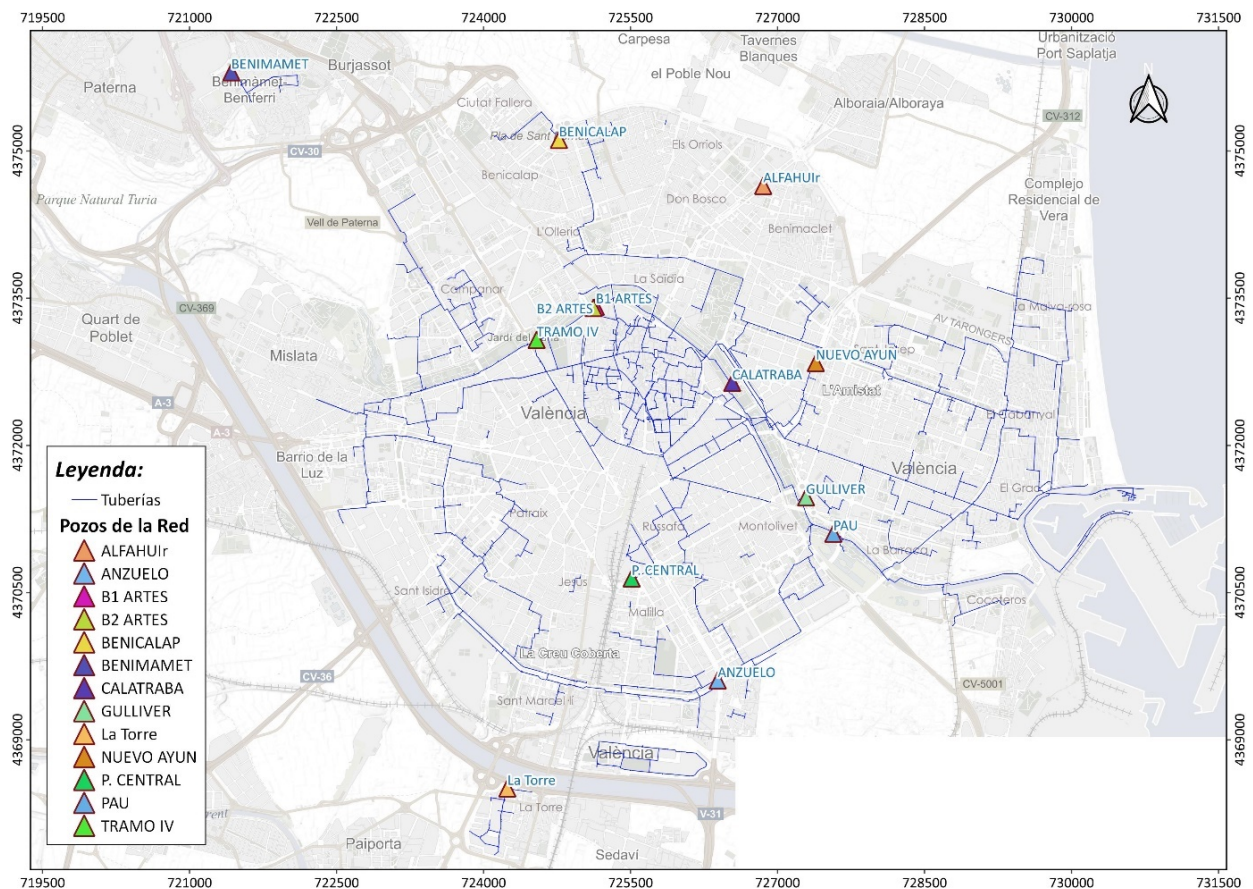 719500 721000 722500 724000 725500 727000 728500 730000 731500
Carpesa
Tavernes
Blanques
Urbanització
Port Saplatja
BENIMAMET
Burjassot
el Poble Nou
N
Paterna
Benimàmet-
Benferri
Ciutat Fallera
Alboraia/Alboraya
CV-312
BENICALAP
4375000
4375000
CV-30
Els Orriols
Benicalap
ALFAHUIr
Complejo
Residencial de
Vera
Parque Natural Turia
Don Bosco
Vell de Paterna
Benimaclet
La Saïdia
Campanar
4373500
4373500
CV-369
B1 ARTES
B2 ARTES
La Malva-rosa
Quart de
Poblet
TRAMO IV
AV TARONGERS
Mislata
NUEVO AYUN
CALATRABA
L'Amistat
A-3
València
El Cabanyal
A-3
4372000
4372000
Barrio de la
Luz
València
GULLIVER
El Grau
Patraix
Russafa
Montolivet
PAU
P. CENTRAL
Jesús
4370500
4370500
Sant Isidre
Cocoteros
Malilla
La Creu Coberta
ANZUELO
CV-36
CV-5001
Sant Marcel·lí
4369000
4369000
València
La Torre
La Torre
V-31
Paiporta
Sedaví
Leyenda:
Tuberías
Pozos de la Red
ALFAHUIr
ANZUELO
B1 ARTES
B2 ARTES
BENICALAP
BENIMAMET
CALATRABA
GULLIVER
La Torre
NUEVO AYUN
P. CENTRAL
PAU
TRAMO IV
719500 721000 722500 724000 725500 727000 728500 730000 731500